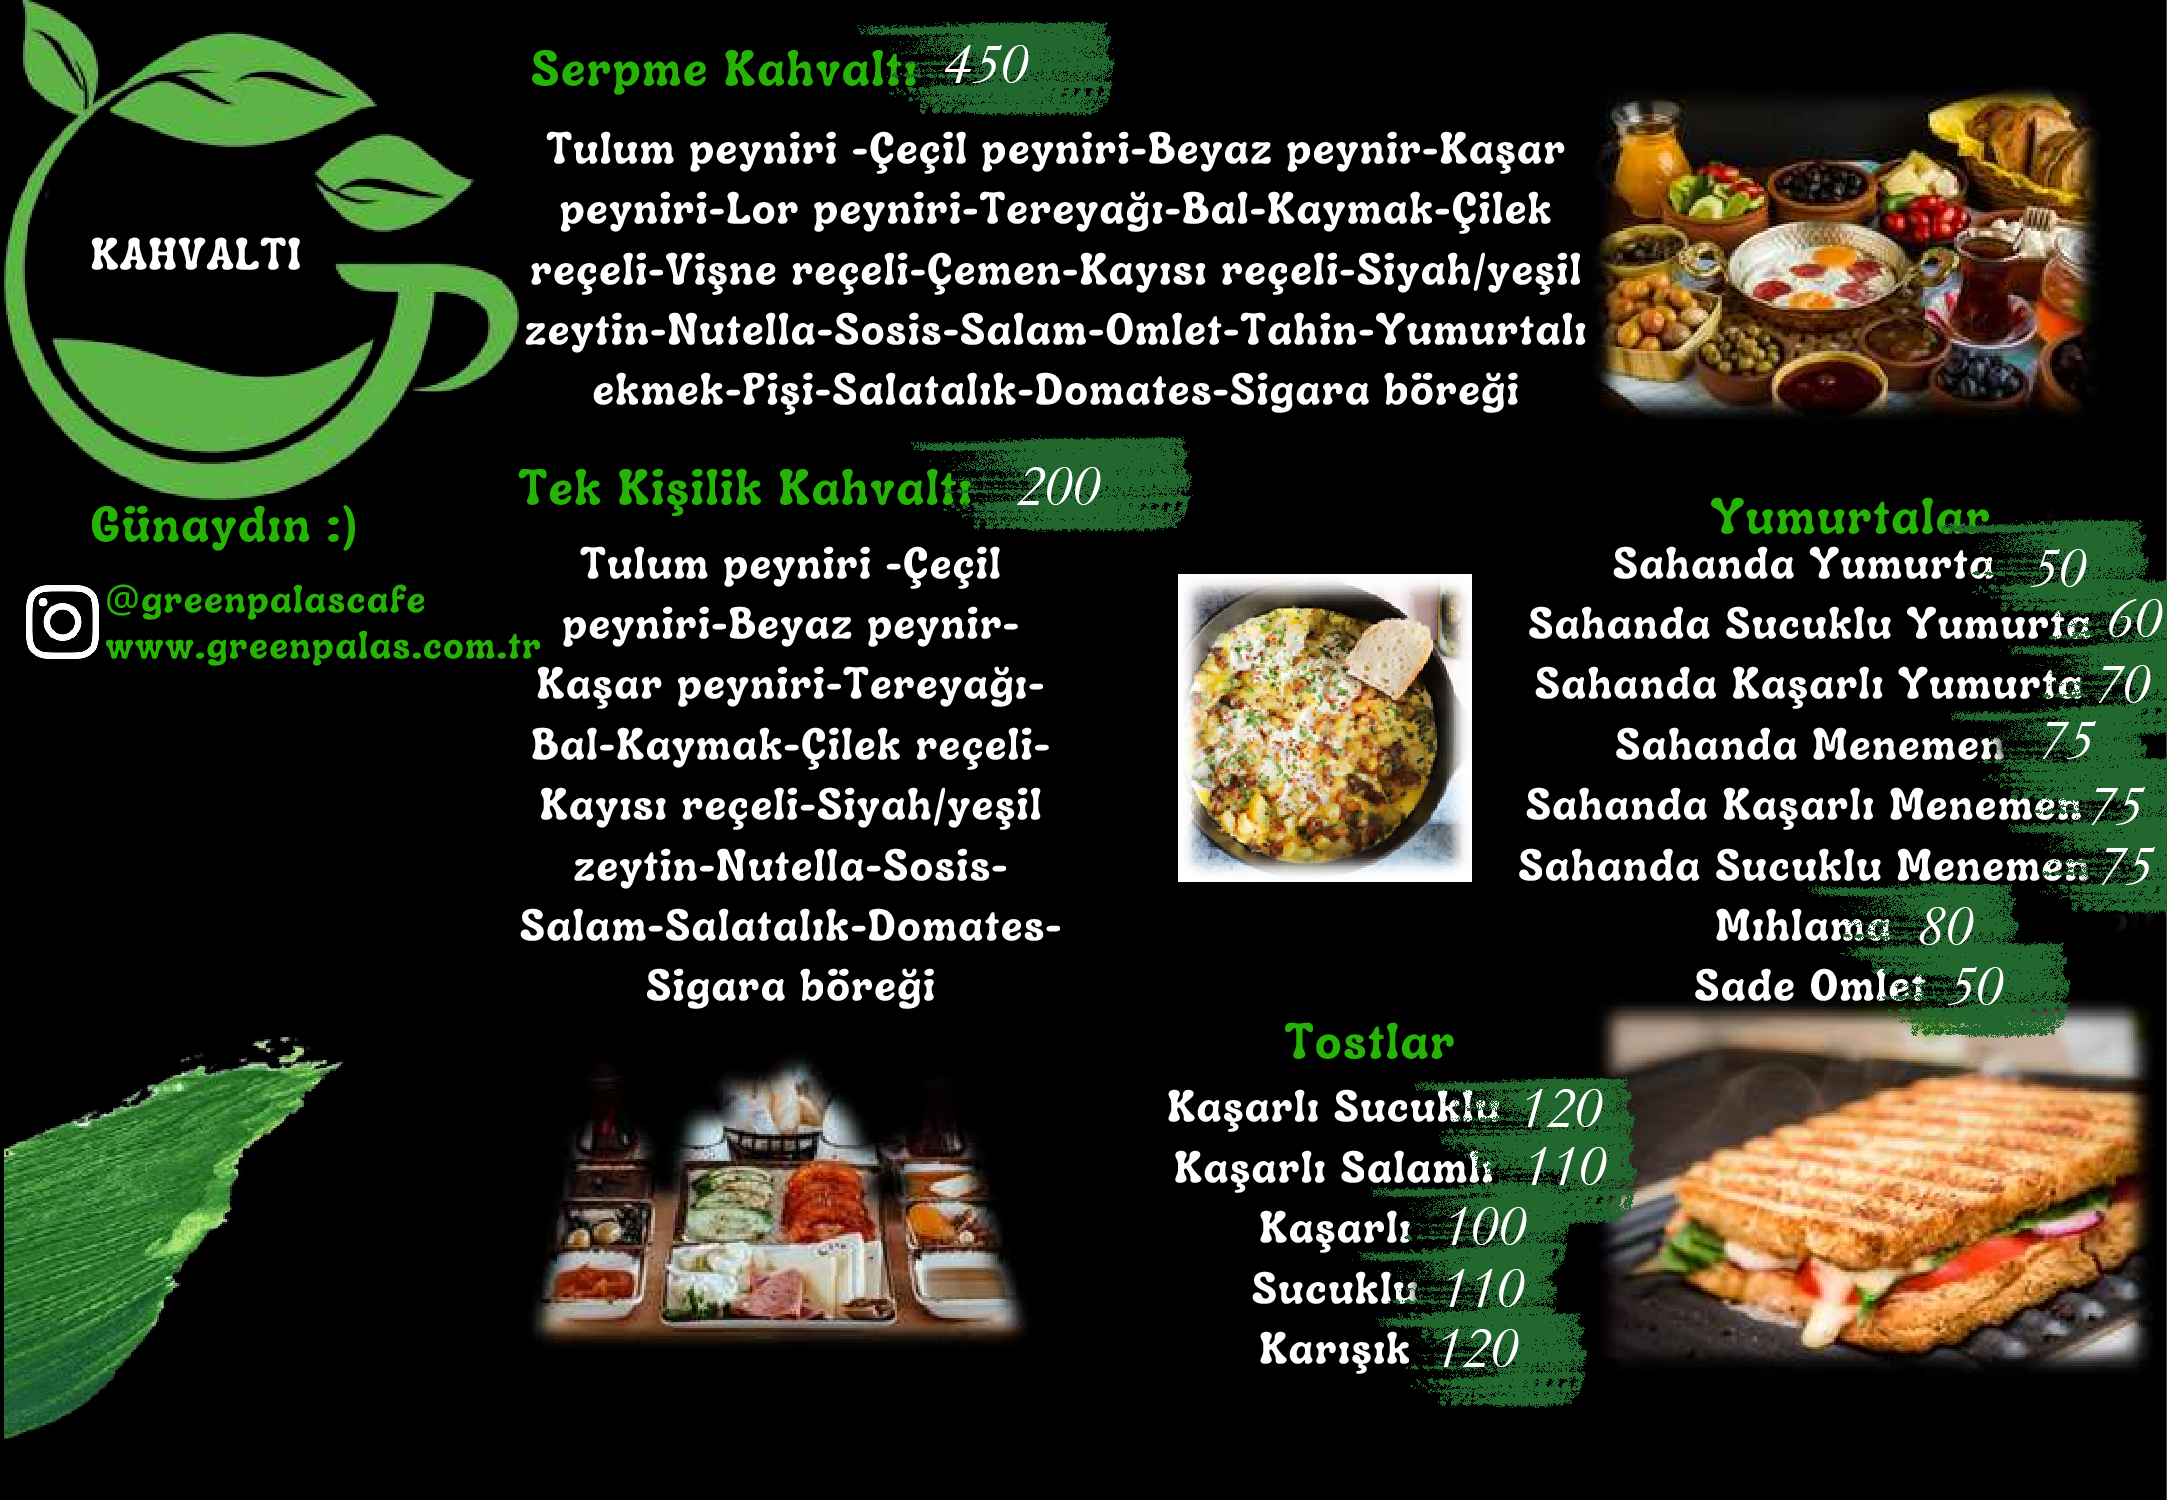 KAHVALTI
Günaydın :)
@greenpalascafe
www.greenpalas.com.tr
Serpme Kahvaltı 450
Tulum peyniri -Çeçil peyniri-Beyaz peynir-Kaşar
peyniri-Lor peyniri-Tereyağı-Bal-Kaymak-Çilek
reçeli-Vişne reçeli-Çemen-Kayısı reçeli-Siyah/yeşil
zeytin-Nutella-Sosis-Salam-Omlet-Tahin-Yumurtalı
ekmek-Pişi-Salatalık-Domates-Sigara böreği
Tek Kişilik Kahvaltı 200
Tulum peyniri -Çeçil
peyniri-Beyaz peynir-
Kaşar peyniri-Tereyağı-
Bal-Kaymak-Çilek reçeli-
Kayısı reçeli-Siyah/yeşil
zeytin-Nutella-Sosis-
Salam-Salatalık-Domates-
Sigara böreği
Yumurtalar
Sahanda Yumurta 50
Sahanda Sucuklu Yumurta 60
Sahanda Kaşarlı Yumurta 70
Sahanda Menemen 75
Sahanda Kaşarlı Menemen 75
Sahanda Sucuklu Menemen 75
Mıhlama 80
Sade Omlet 50
Tostlar
Kaşarlı Sucuklu 120
Kaşarlı Salamlı 110
Kaşarlı 100
Sucuklu 110
Karışık 120